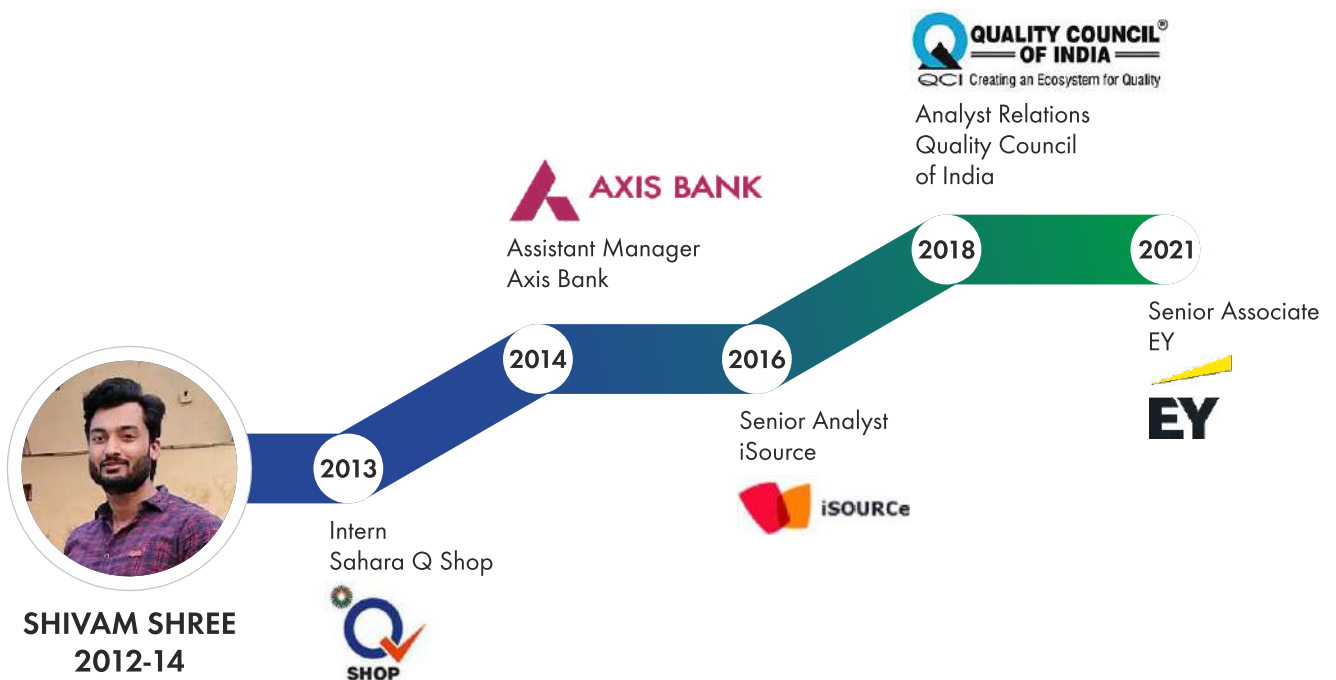 QUALITY COUNCIL®
OF INDIA
QCI Creating an Ecosystem for Quality
Analyst Relations
Quality Council
of India
AXIS BANK
Assistant Manager
Axis Bank
2018
2021
Senior Associate
EY
EY
2014
2016
Senior Analyst
iSource
iSOURCe
2013
Intern
Sahara Q Shop
Q
SHOP
SHIVAM SHREE
2012-14